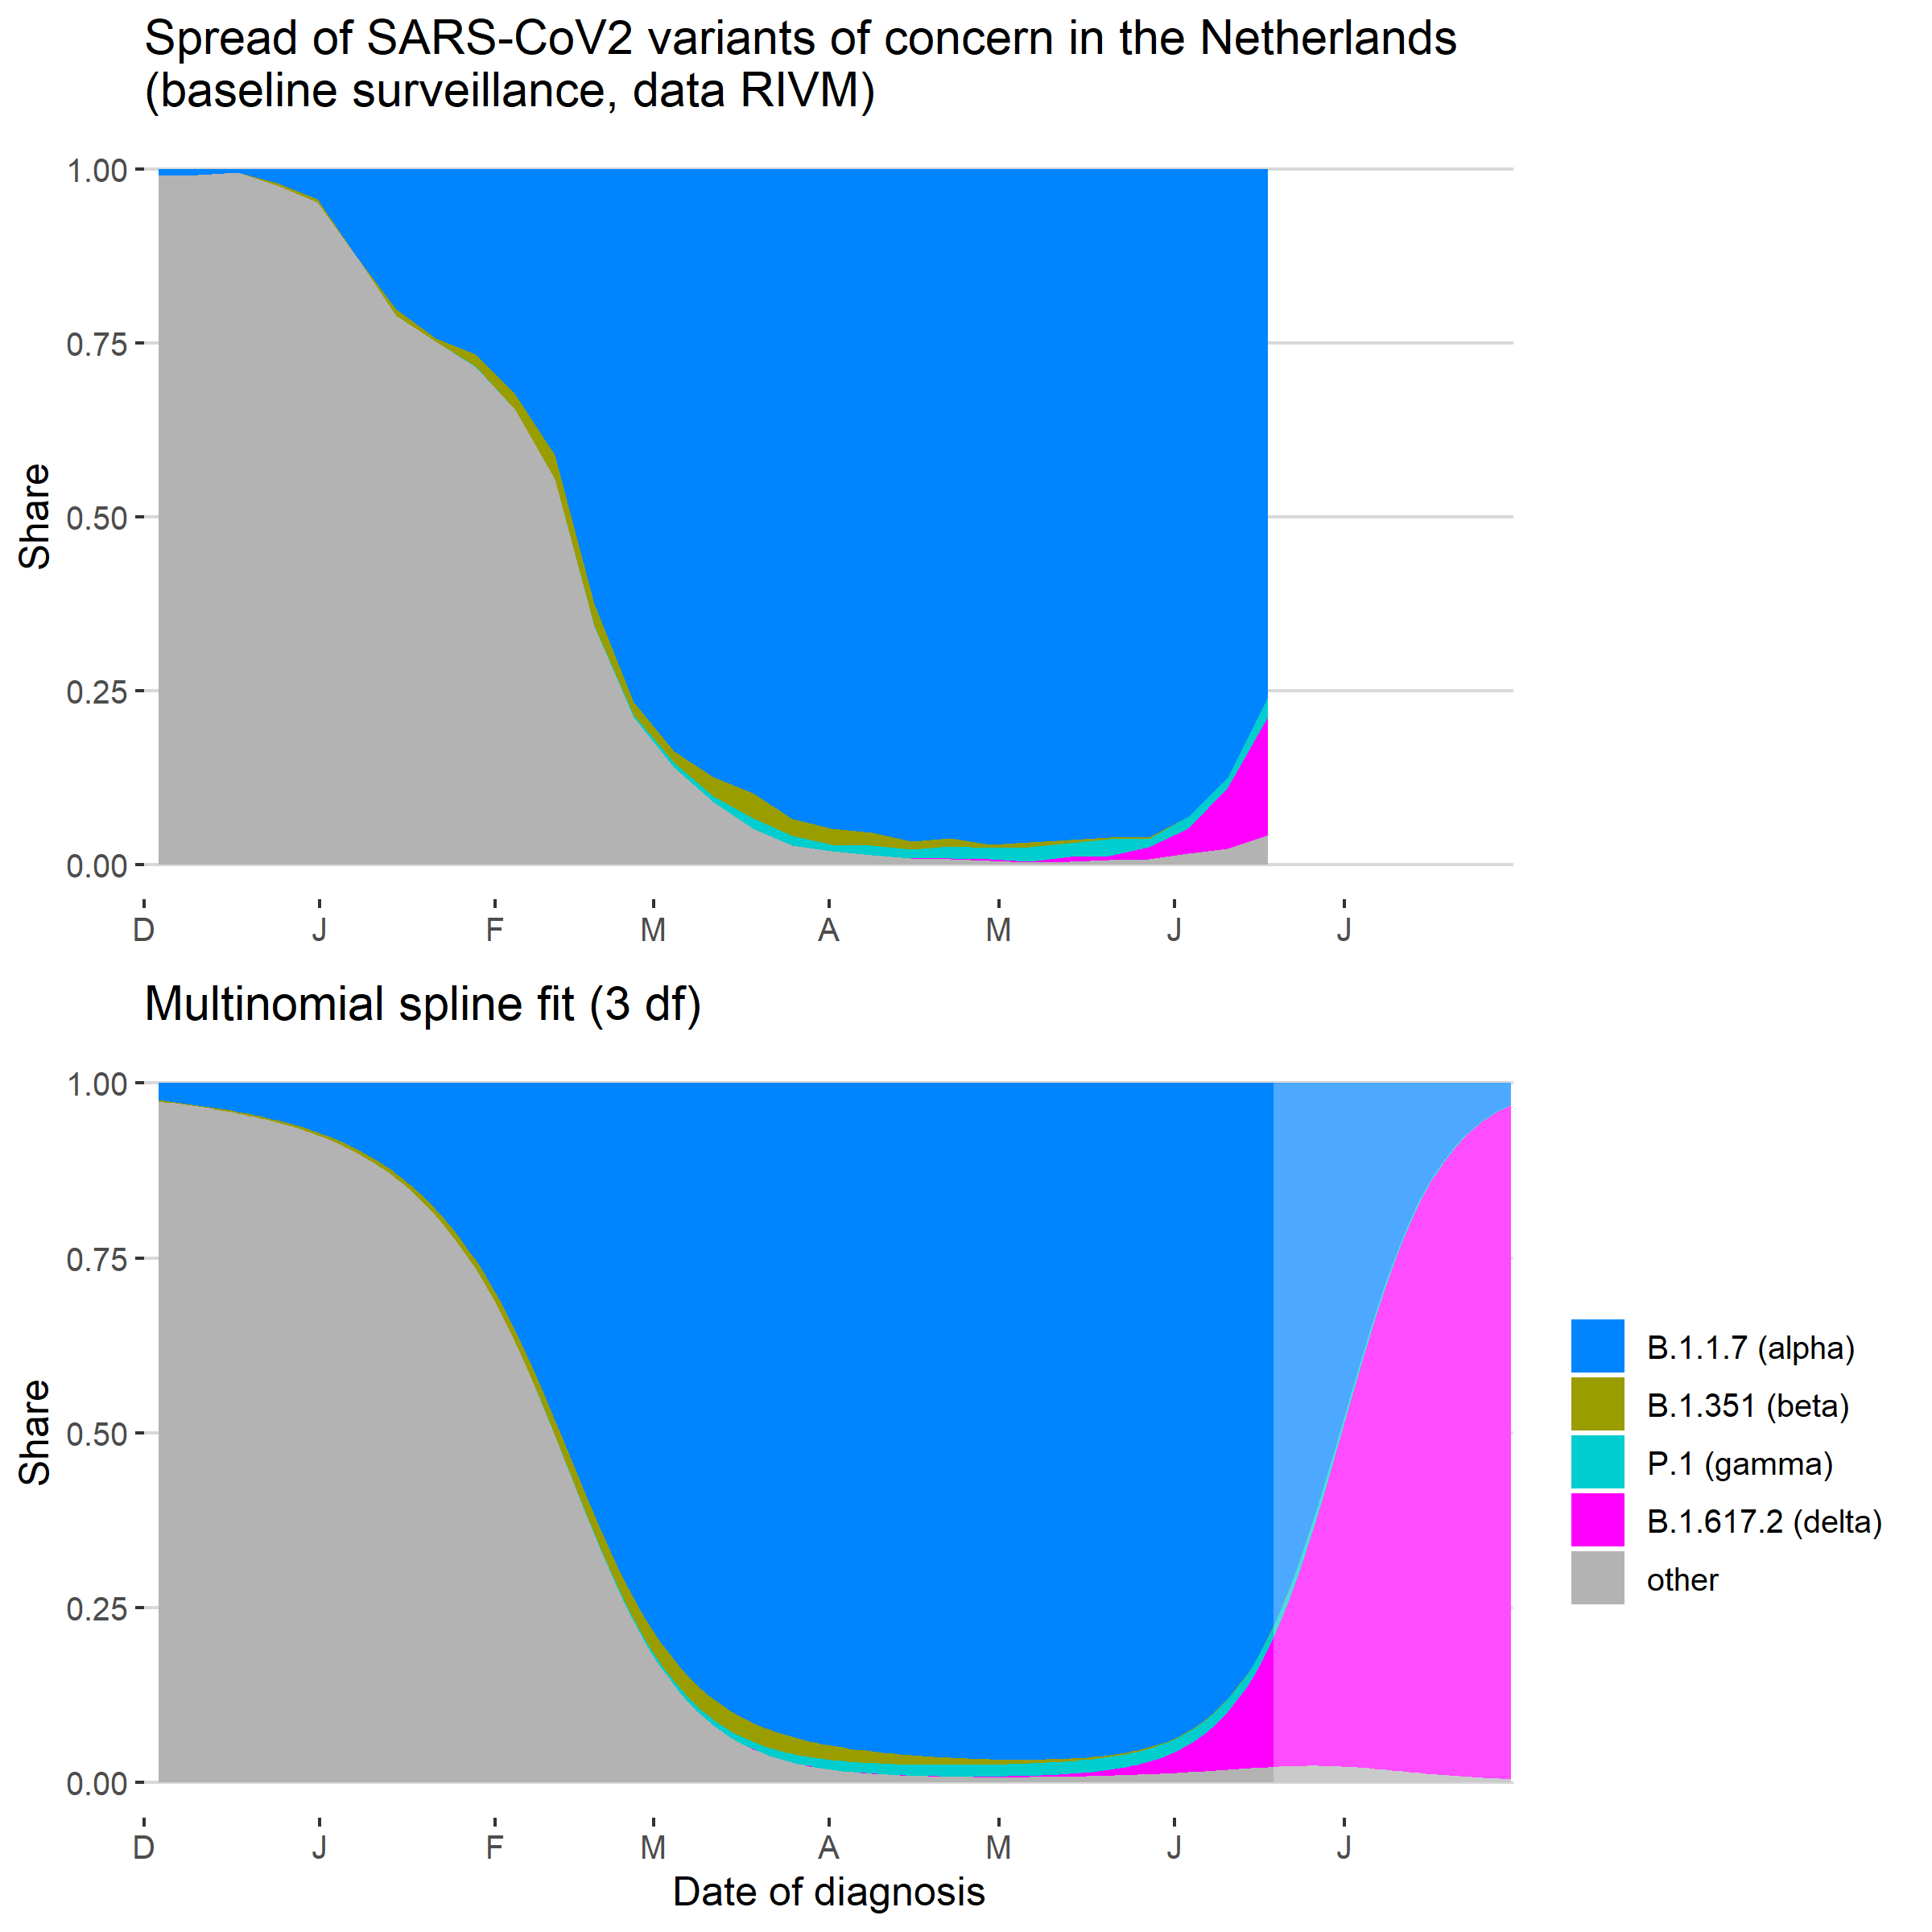 Spread of SARS-CoV2 variants of concern in the Netherlands
(baseline surveillance, data RIVM)
1.00
0.75
0.50
0.25
0.00
Share
D J F M A M J J
Multinomial spline fit (3 df)
1.00
0.75
0.50
0.25
0.00
Share
D J F M A M J J
Date of diagnosis
B.1.1.7 (alpha)
B.1.351 (beta)
P.1 (gamma)
B.1.617.2 (delta)
other